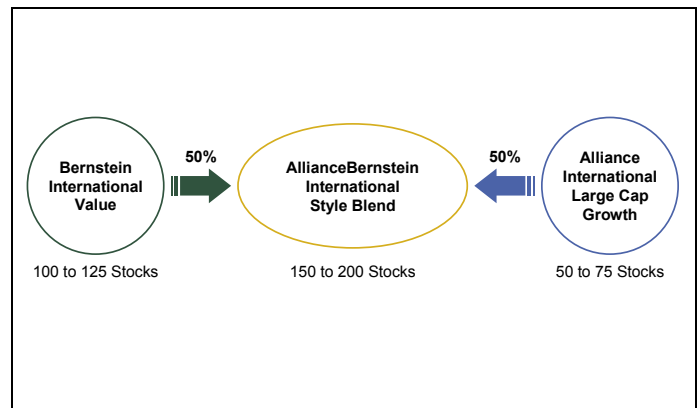 Bernstein
International
Value
50%
AllianceBernstein
International
Style Blend
50%
Alliance
International
Large Cap
Growth
100 to 125 Stocks
150 to 200 Stocks
50 to 75 Stocks